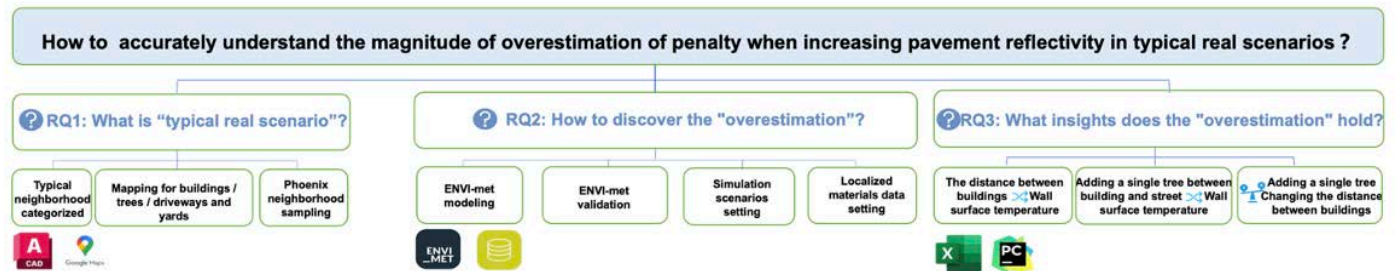 How to accurately understand the magnitude of overestimation of penalty when increasing pavement reflectivity in typical real scenarios ?
? RQ1: What is “typical real scenario”?
? RQ2: How to discover the "overestimation”?
? RQ3: What insights does the "overestimation" hold?
Typical
neighborhood
categorized
Mapping for buildings /
trees / driveways and
yards
Phoenix
neighborhood
sampling
ENVI-met
modeling
ENVI-met
validation
Simulation
scenarios
setting
Localized
materials data
setting
The distance between
buildings Wall
surface temperature
Adding a single tree between
building and street Wall
surface temperature
Adding a single tree
Changing the distance
between buildings
A
CAD
Google Maps
ENVI
_MET
X
PC